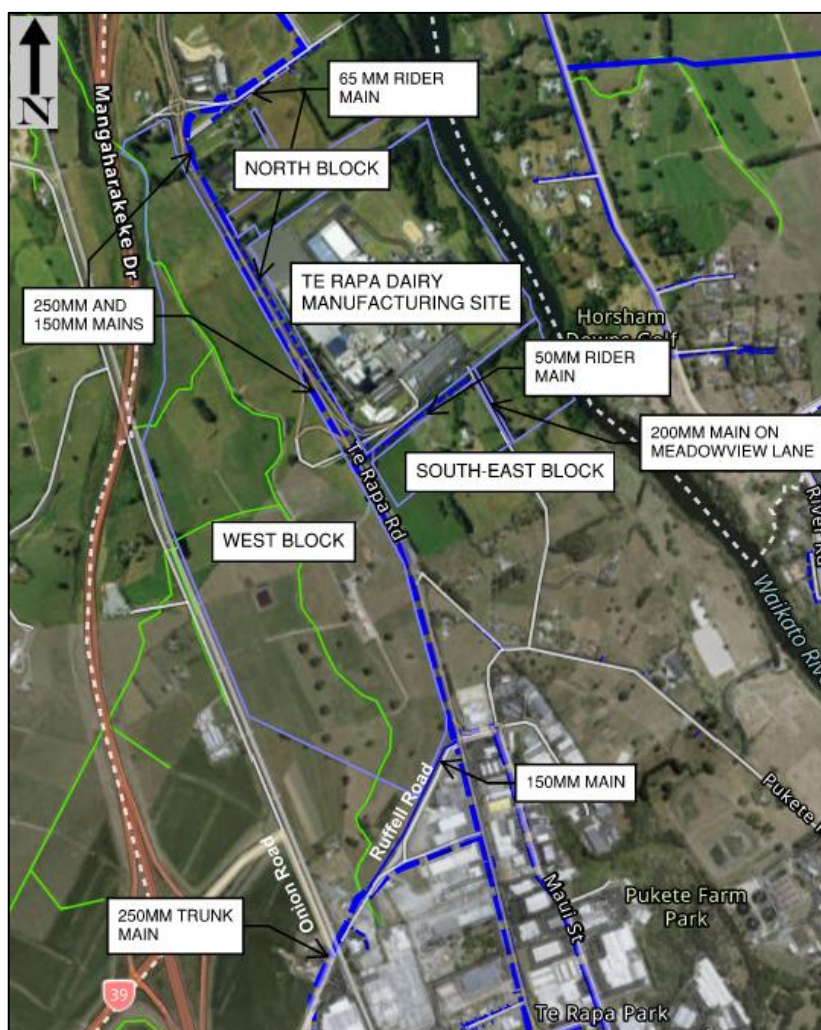 N
65 MM RIDER
MAIN
Mangaharakeke Dr
NORTH BLOCK
TE RAPA DAIRY
MANUFACTURING SITE
250MM AND
150MM MAINS
Horsham
Downs Golf
50MM RIDER
MAIN
200MM MAIN ON
MEADOWVIEW LANE
Te Rapa Rd
SOUTH-EAST BLOCK
River Rd
WEST BLOCK
Waikato
150MM MAIN
Ruffell Road
Pukete
Onion Road
Maui St
Pukete Farm
Park
250MM TRUNK
MAIN
39
Te Rapa Park